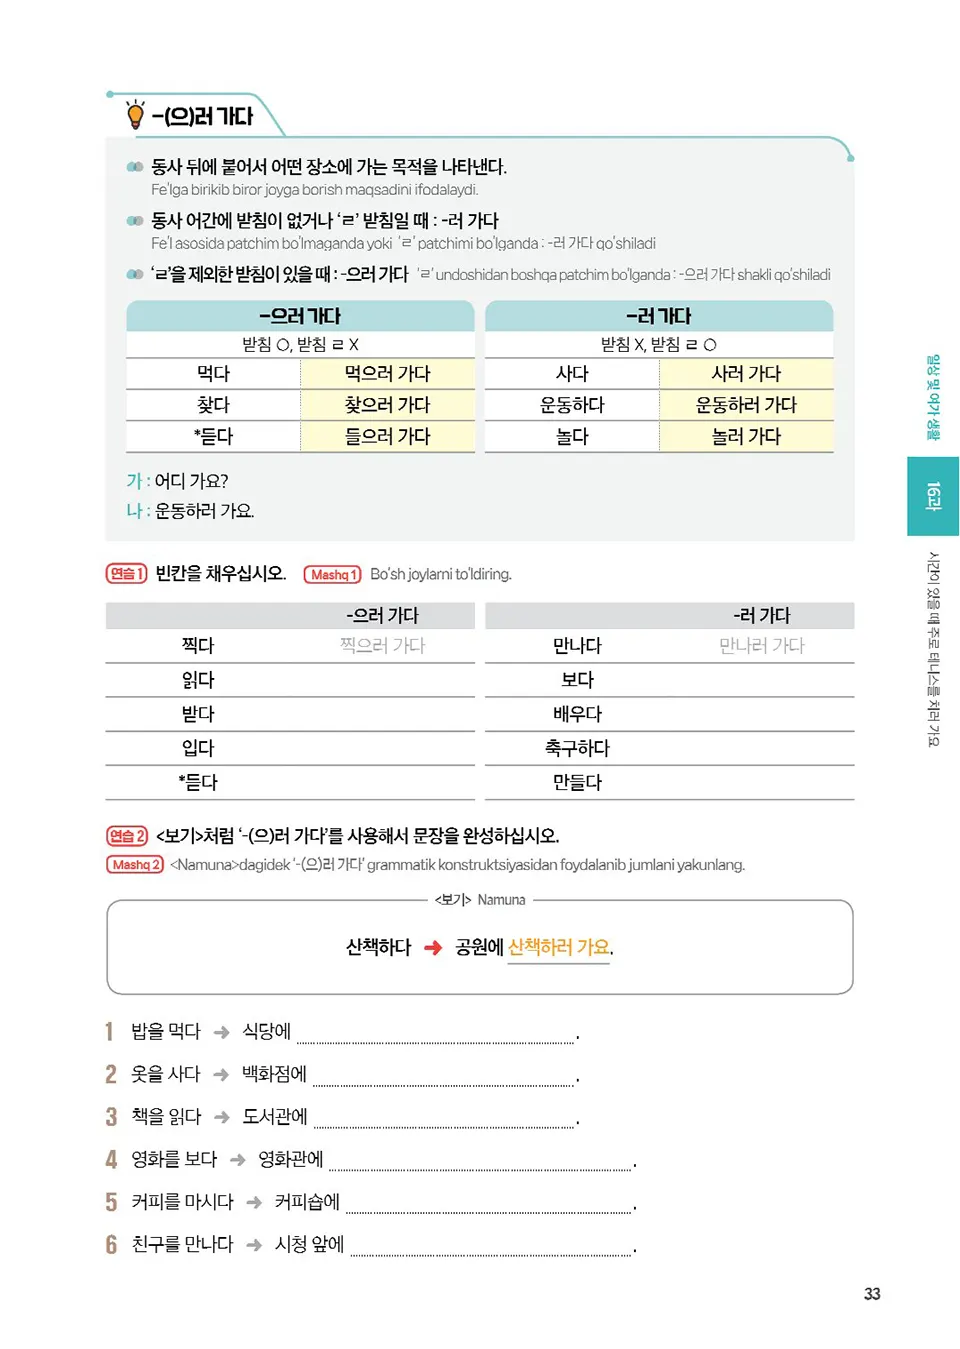 -(으)러 가다
동사 뒤에 붙어서 어떤 장소에 가는 목적을 나타낸다.
Fe'lga birikib biror joyga borish maqsadini ifodalaydi.
동사 어간에 받침이 없거나 'ㄹ' 받침일 때 : -러 가다
Fe'l asosida patchim bo'lmaganda yoki 'ㄹ' patchimi bo'lganda : -러 가다 qo'shiladi
'ㄹ'을 제외한 받침이 있을 때 : -으러 가다 'ㄹ' undoshidan boshqa patchim bo'lganda : -으러 가다 shakli qo'shiladi
-으러 가다 -러 가다
받침 ○, 받침 ㄹ X 받침 X, 받침 ㄹ ○
먹다 먹으러 가다 사다 사러 가다
찾다 찾으러 가다 운동하다 운동하러 가다
*듣다 들으러 가다 놀다 놀러 가다
가 : 어디 가요?
나 : 운동하러 가요.
연습 1 빈칸을 채우십시오. Mashq 1 Bo'sh joylarni to'ldiring.
-으러 가다 -러 가다
찍다 찍으러 가다 만나다 만나러 가다
읽다 보다
받다 배우다
입다 축구하다
*듣다 만들다
연습 2 <보기>처럼 '-(으)러 가다'를 사용해서 문장을 완성하십시오.
Mashq 2 <Namuna>dagidek '-(으)러 가다' grammatik konstruktsiyasidan foydalanib jumlani yakunlang.
<보기> Namuna
산책하다 ➜ 공원에 산책하러 가요.
1 밥을 먹다 ➜ 식당에 .
2 옷을 사다 ➜ 백화점에 .
3 책을 읽다 ➜ 도서관에 .
4 영화를 보다 ➜ 영화관에 .
5 커피를 마시다 ➜ 커피숍에 .
6 친구를 만나다 ➜ 시청 앞에 .
일상 및 여가 생활
16과
시간이 있을 때 주로 테니스를 치러 가요
33